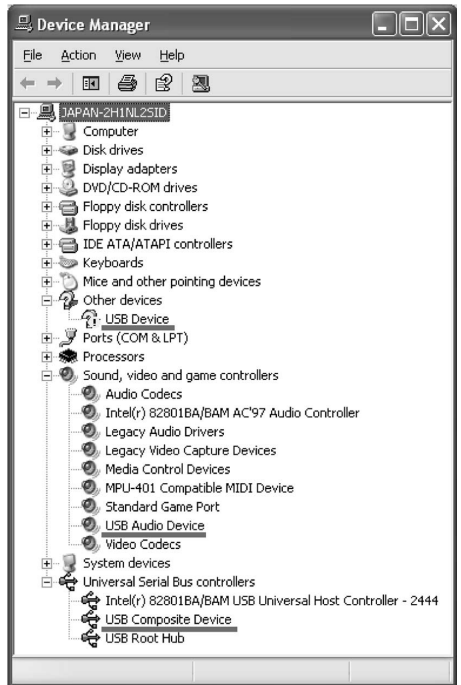 Device Manager
File Action View Help
JAPAN-2H1NL2SID
Computer
Disk drives
Display adapters
DVD/CD-ROM drives
Floppy disk controllers
Floppy disk drives
IDE ATA/ATAPI controllers
Keyboards
Mice and other pointing devices
Other devices
USB Device
Ports (COM & LPT)
Processors
Sound, video and game controllers
Audio Codecs
Intel(r) 82801BA/BAM AC'97 Audio Controller
Legacy Audio Drivers
Legacy Video Capture Devices
Media Control Devices
MPU-401 Compatible MIDI Device
Standard Game Port
USB Audio Device
Video Codecs
System devices
Universal Serial Bus controllers
Intel(r) 82801BA/BAM USB Universal Host Controller - 2444
USB Composite Device
USB Root Hub